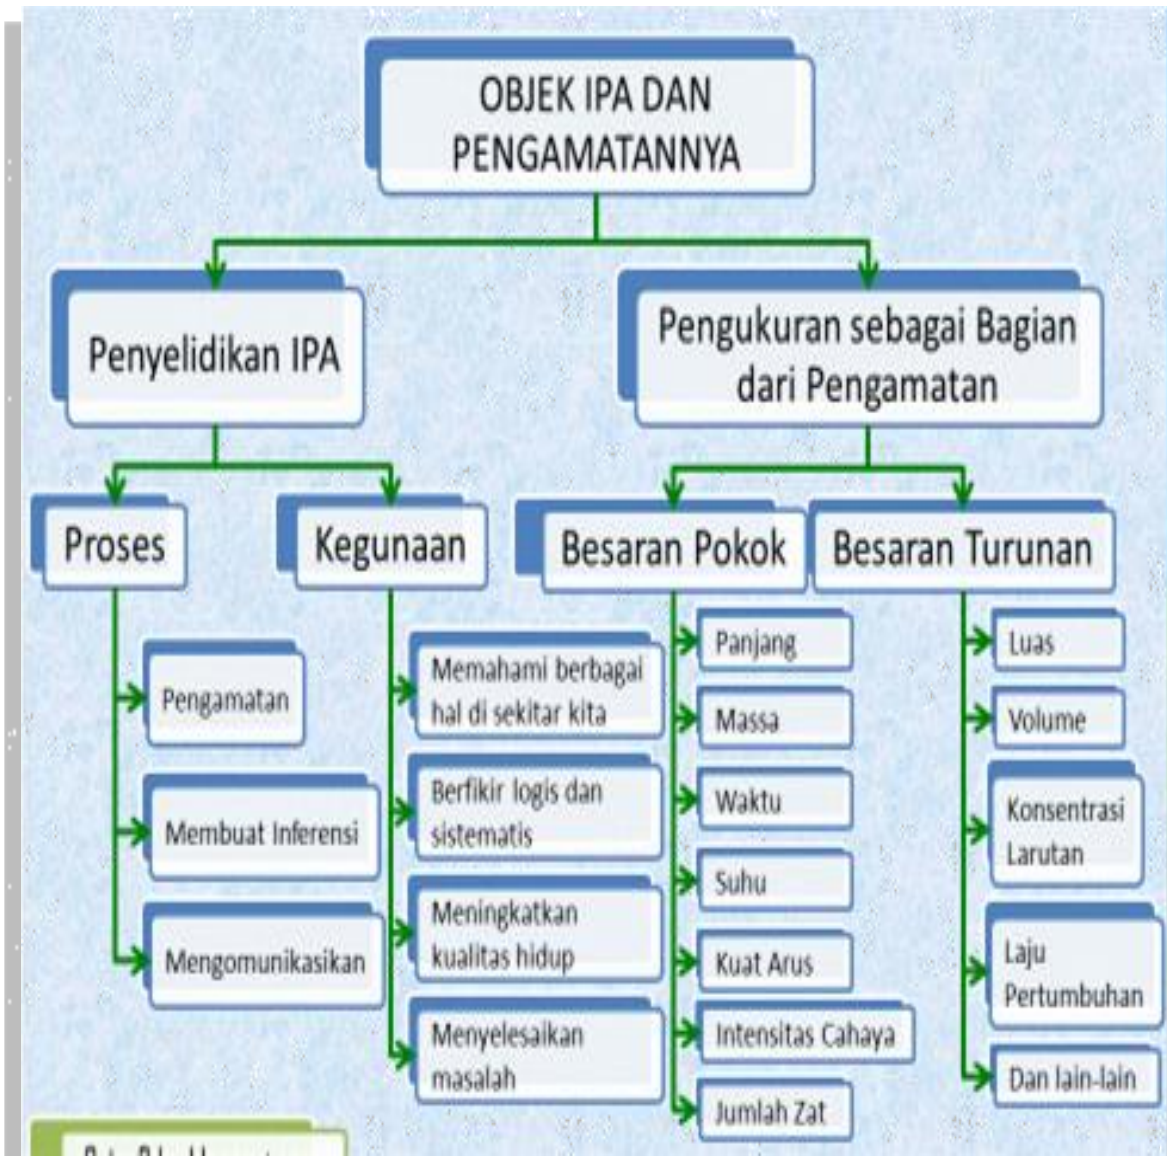 OBJEK IPA DAN
PENGAMATANNYA
Penyelidikan IPA
Pengukuran sebagai Bagian
dari Pengamatan
Proses
Kegunaan
Besaran Pokok
Besaran Turunan
Pengamatan
Membuat Inferensi
Mengomunikasikan
Memahami berbagai
hal di sekitar kita
Berfikir logis dan
sistematis
Meningkatkan
kualitas hidup
Menyelesaikan
masalah
Panjang
Massa
Waktu
Suhu
Kuat Arus
Intensitas Cahaya
Jumlah Zat
Luas
Volume
Konsentrasi
Larutan
Laju
Pertumbuhan
Dan lain-lain